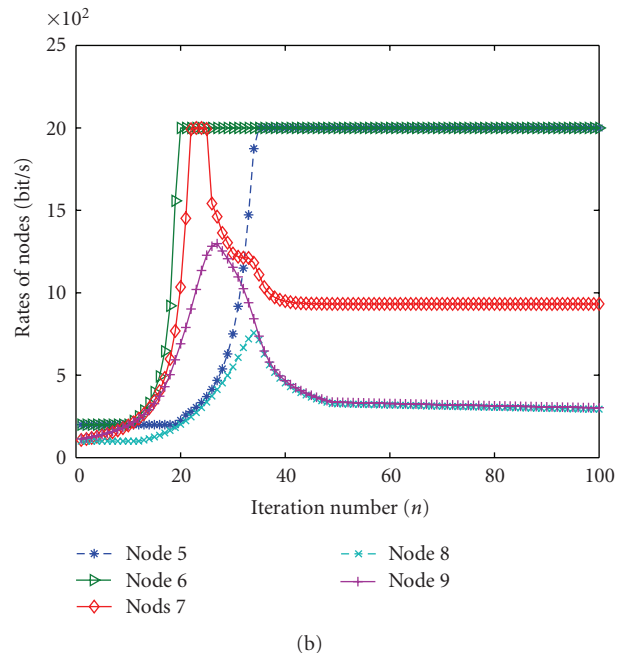 ×10²
25
20
15
10
5
0
Rates of nodes (bit/s)
0 20 40 60 80 100
Iteration number (n)
Node 5
Node 6
Nods 7
Node 8
Node 9
(b)